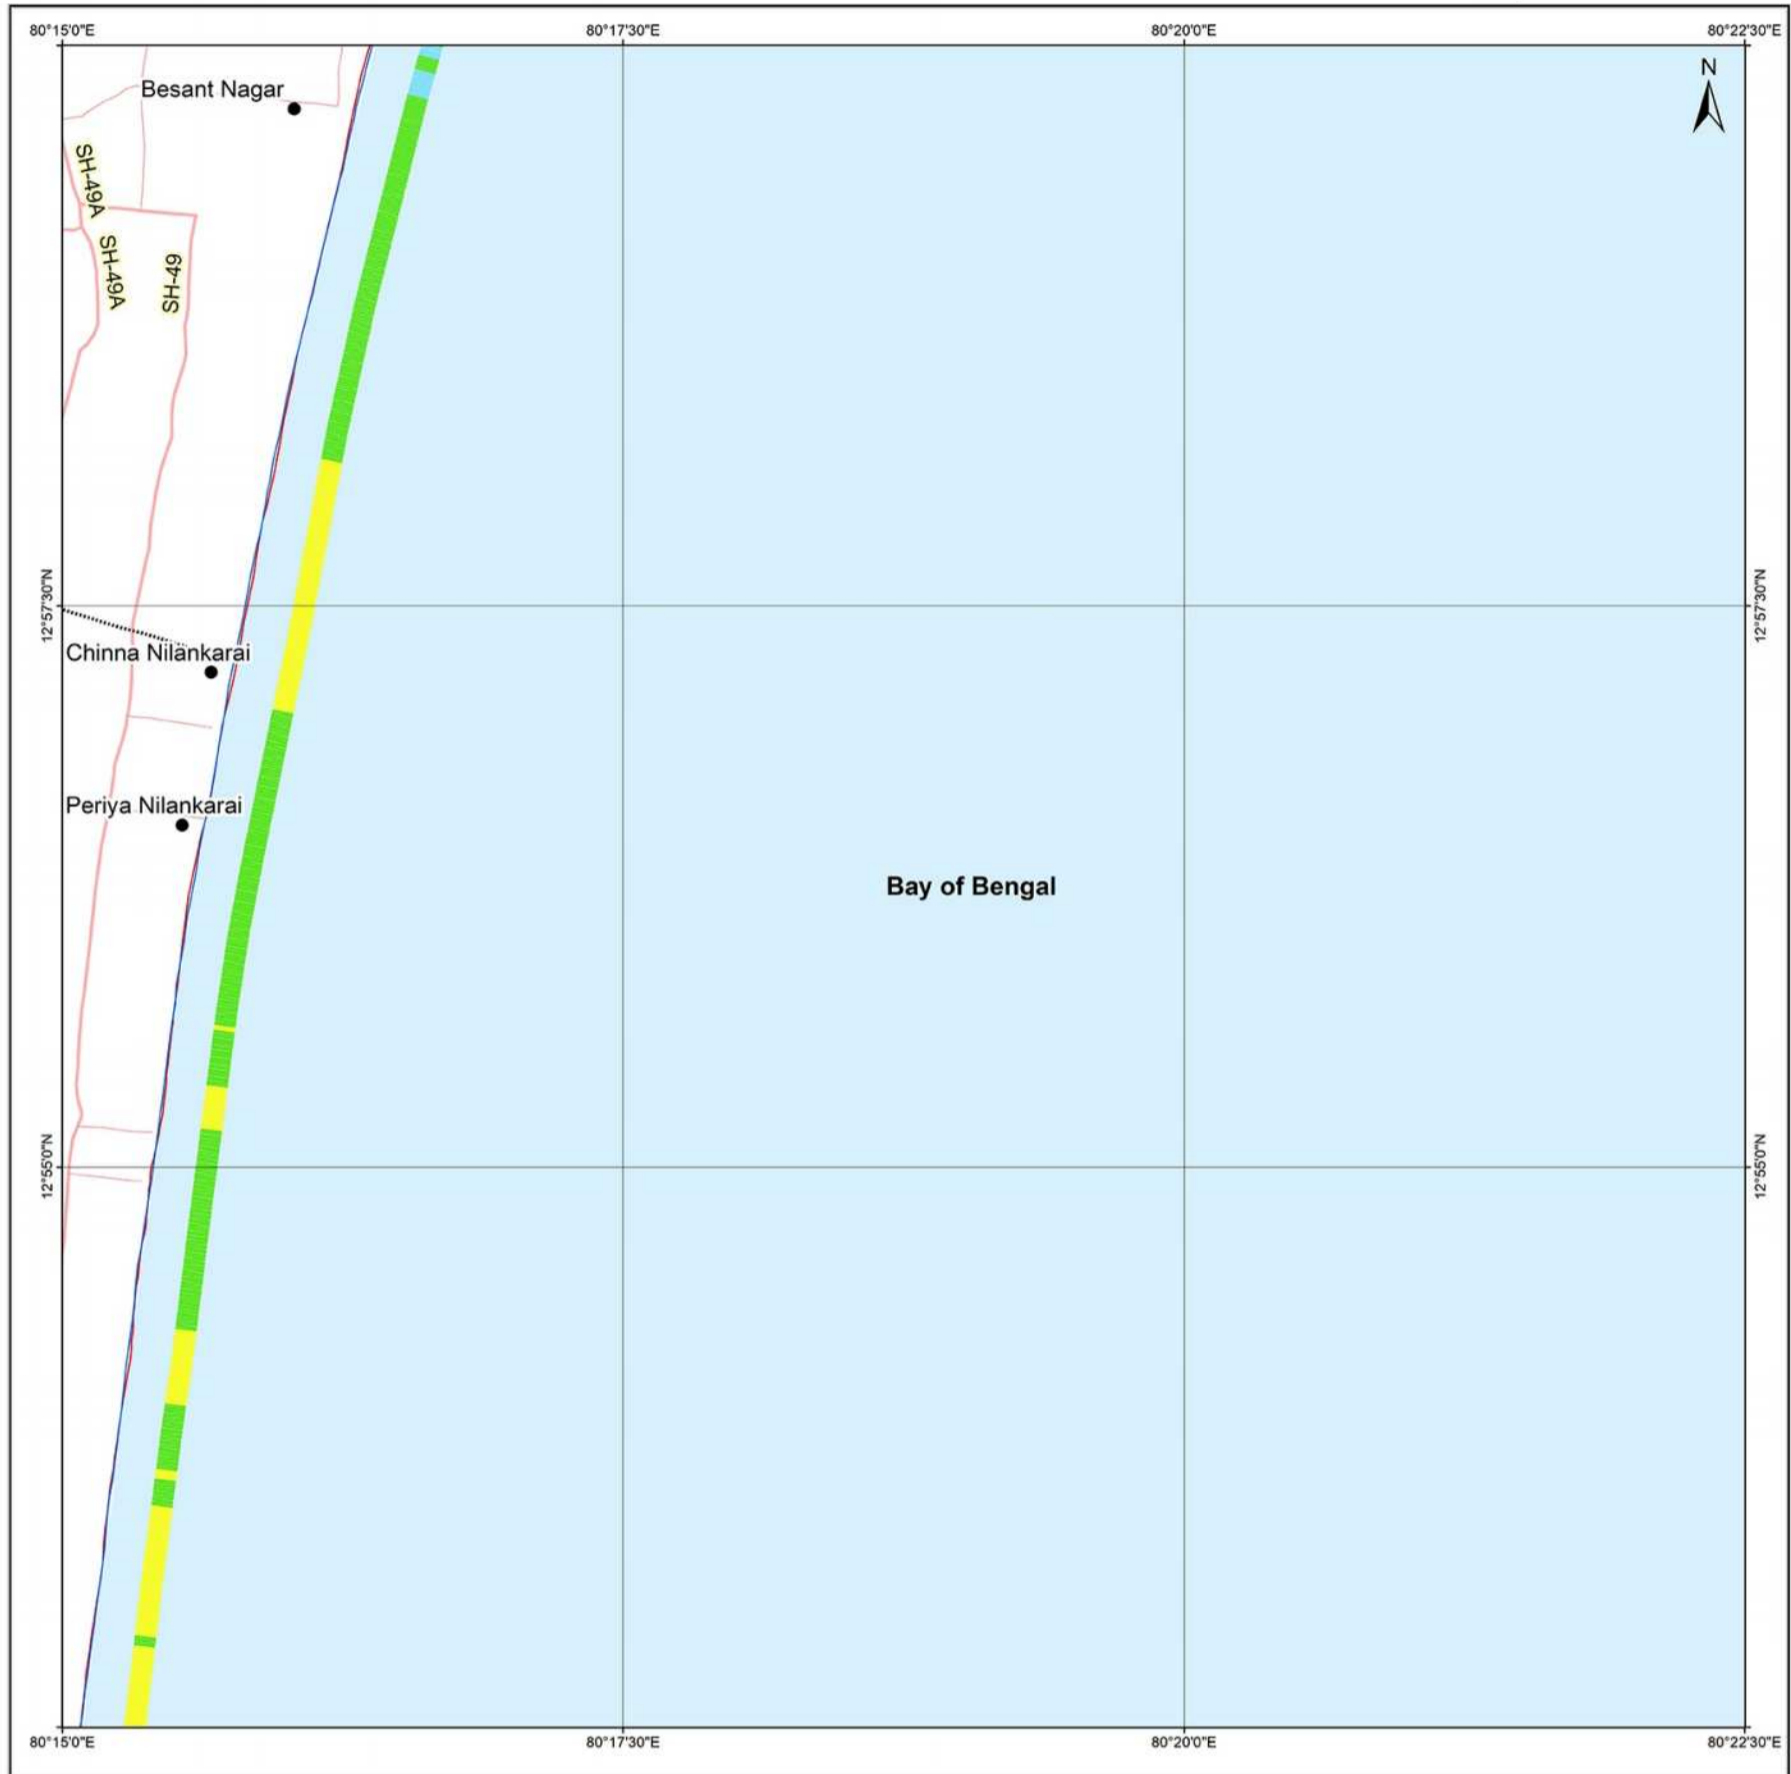 80°15'0"E
80°17'30"E
80°20'0"E
80°22'30"E
N
Besant Nagar
SH-49A
SH-49A
SH-49
12°57'30"N
12°57'30"N
Chinna Nilankarai
Periya Nilankarai
Bay of Bengal
12°55'0"N
12°55'0"N
80°15'0"E
80°17'30"E
80°20'0"E
80°22'30"E